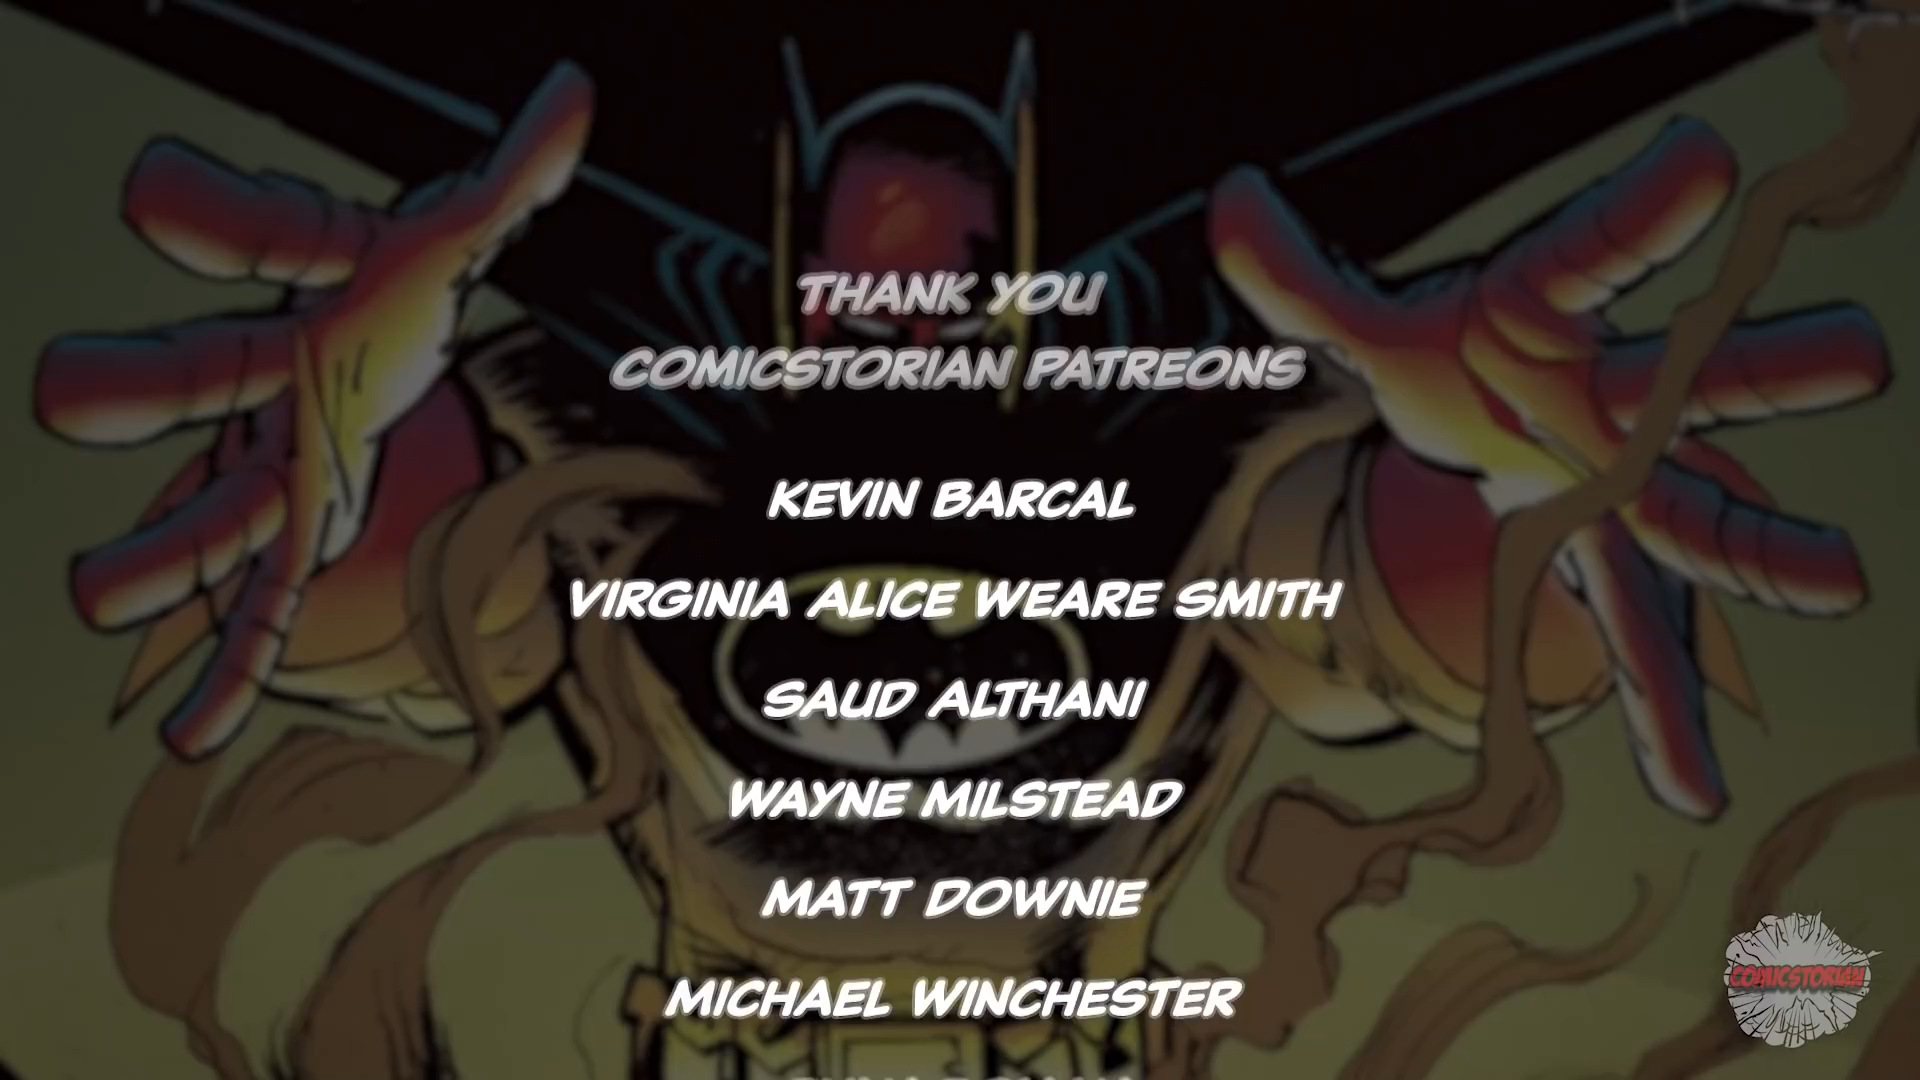 THANK YOU
COMICSTORIAN PATREONS
KEVIN BARCAL
VIRGINIA ALICE WEARE SMITH
SAUD ALTHANI
WAYNE MILSTEAD
MATT DOWNIE
MICHAEL WINCHESTER
COMICSTORIAN